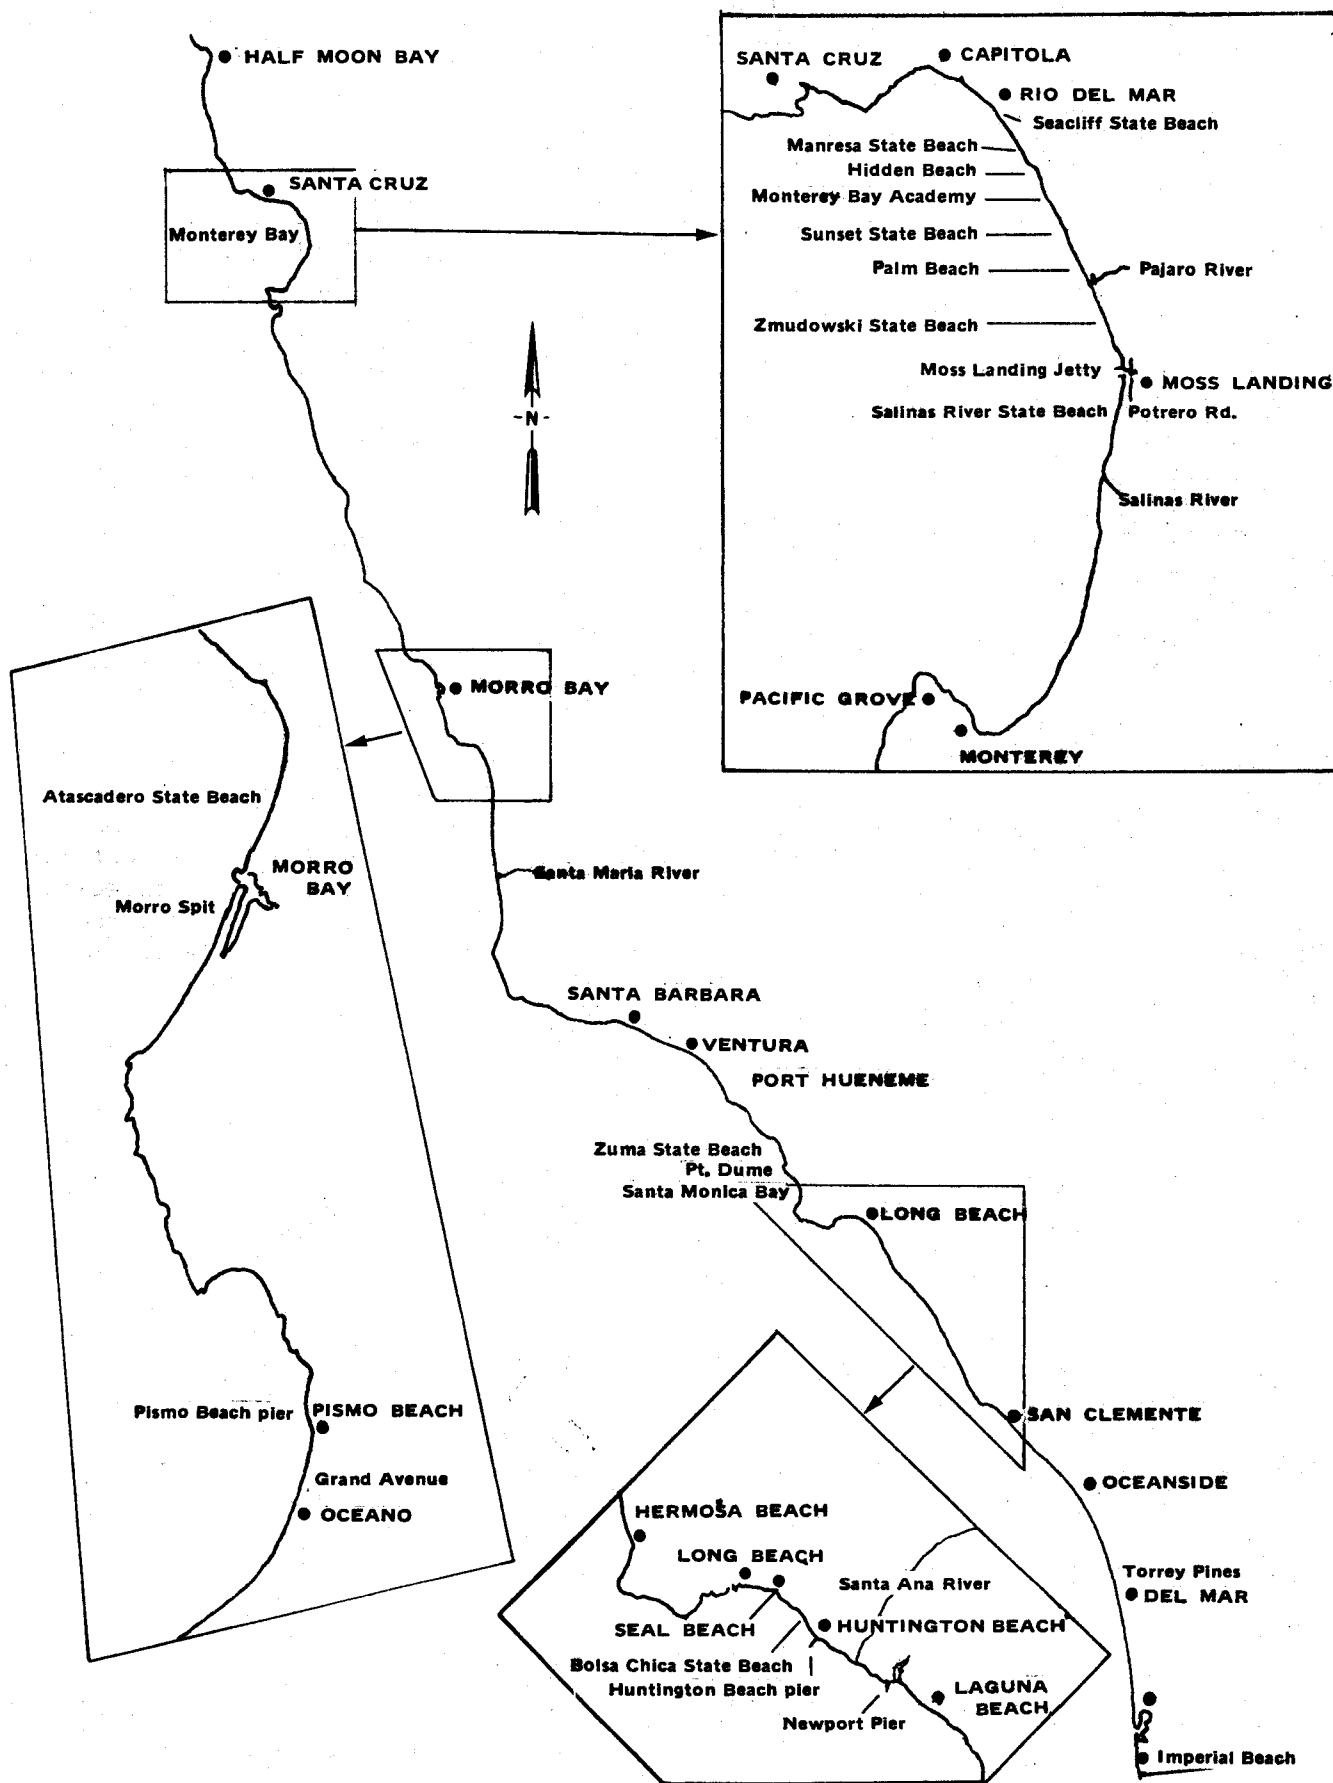 HALF MOON BAY
SANTA CRUZ
Monterey Bay
SANTA CRUZ
CAPITOLA
RIO DEL MAR
Seacliff State Beach
Manresa State Beach
Hidden Beach
Monterey Bay Academy
Sunset State Beach
Palm Beach
Pajaro River
Zmudowski State Beach
Moss Landing Jetty
MOSS LANDING
Salinas River State Beach
Potrero Rd.
Salinas River
PACIFIC GROVE
MONTEREY
-N-
MORRO BAY
Atascadero State Beach
MORRO
BAY
Morro Spit
Pismo Beach pier
PISMO BEACH
Grand Avenue
OCEANO
Santa Maria River
SANTA BARBARA
VENTURA
PORT HUENEME
Zuma State Beach
Pt. Dume
Santa Monica Bay
LONG BEACH
SAN CLEMENTE
OCEANSIDE
Torrey Pines
DEL MAR
Imperial Beach
HERMOSA BEACH
LONG BEACH
Santa Ana River
SEAL BEACH
HUNTINGTON BEACH
Bolsa Chica State Beach
Huntington Beach pier
LAGUNA
BEACH
Newport Pier